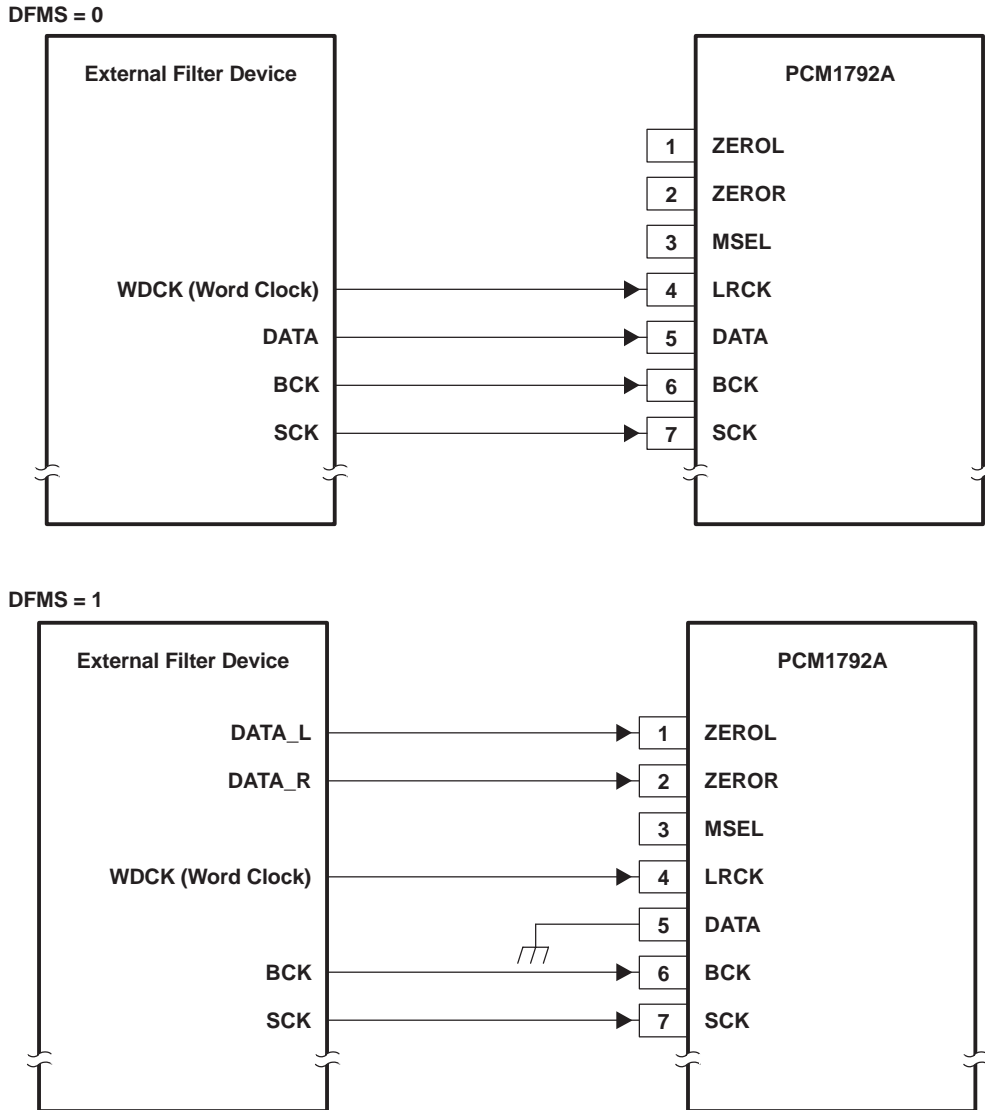 DFMS = 0
External Filter Device
PCM1792A
1 ZEROL
2 ZEROR
3 MSEL
WDCK (Word Clock) 4 LRCK
DATA 5 DATA
BCK 6 BCK
SCK 7 SCK
DFMS = 1
External Filter Device
PCM1792A
DATA_L 1 ZEROL
DATA_R 2 ZEROR
3 MSEL
WDCK (Word Clock) 4 LRCK
5 DATA
BCK 6 BCK
SCK 7 SCK